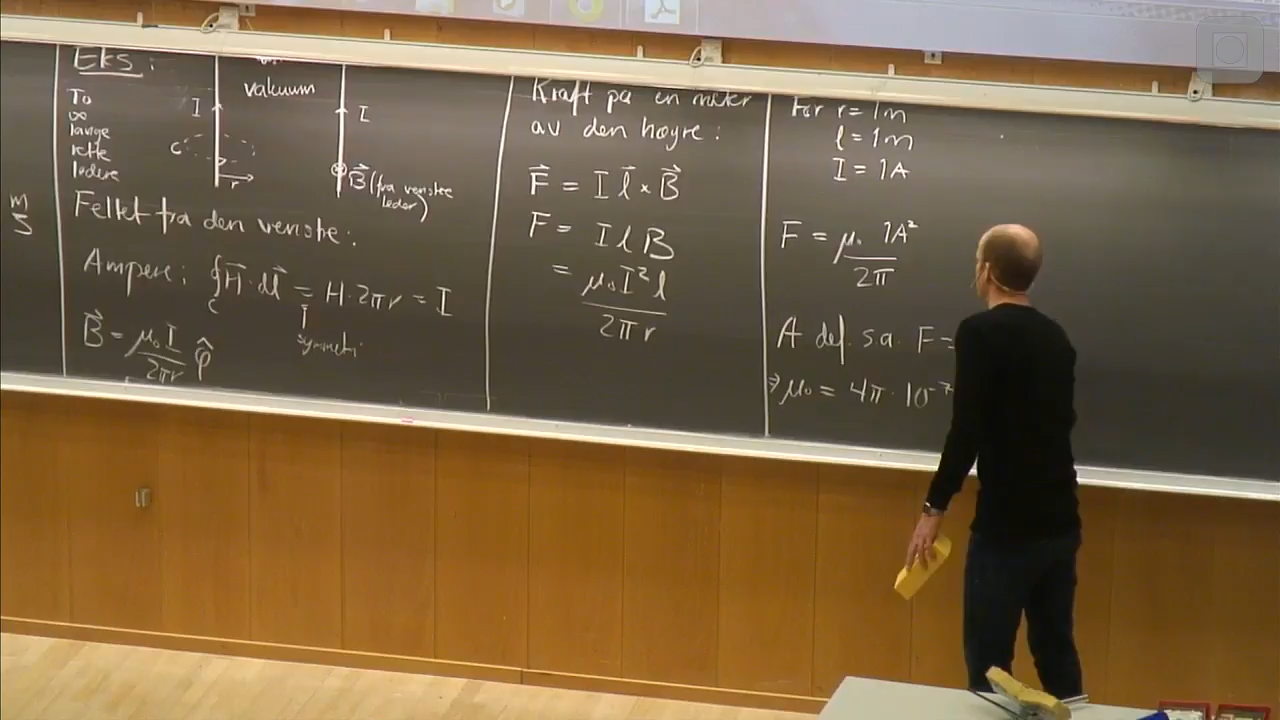 m
5
Eks:
To
∞
lange
rette
ledere
I
vakuum
I
C
r
B⃗ (fra venstre
leder)
Feltet fra den venstre:
Ampere: ∮_C H⃗·dl⃗ = H·2πr = I
symmetri
B⃗ = μ₀I/2πr φ̂
Kraft på en meter
av den høyre:
F⃗ = I l⃗ × B⃗
F = I l B
= μ₀I²l/2πr
For r = 1m
l = 1m
I = 1A
F = μ₀ 1A²/2π
A def. s.a. F =
⇒ μ₀ = 4π·10⁻⁷